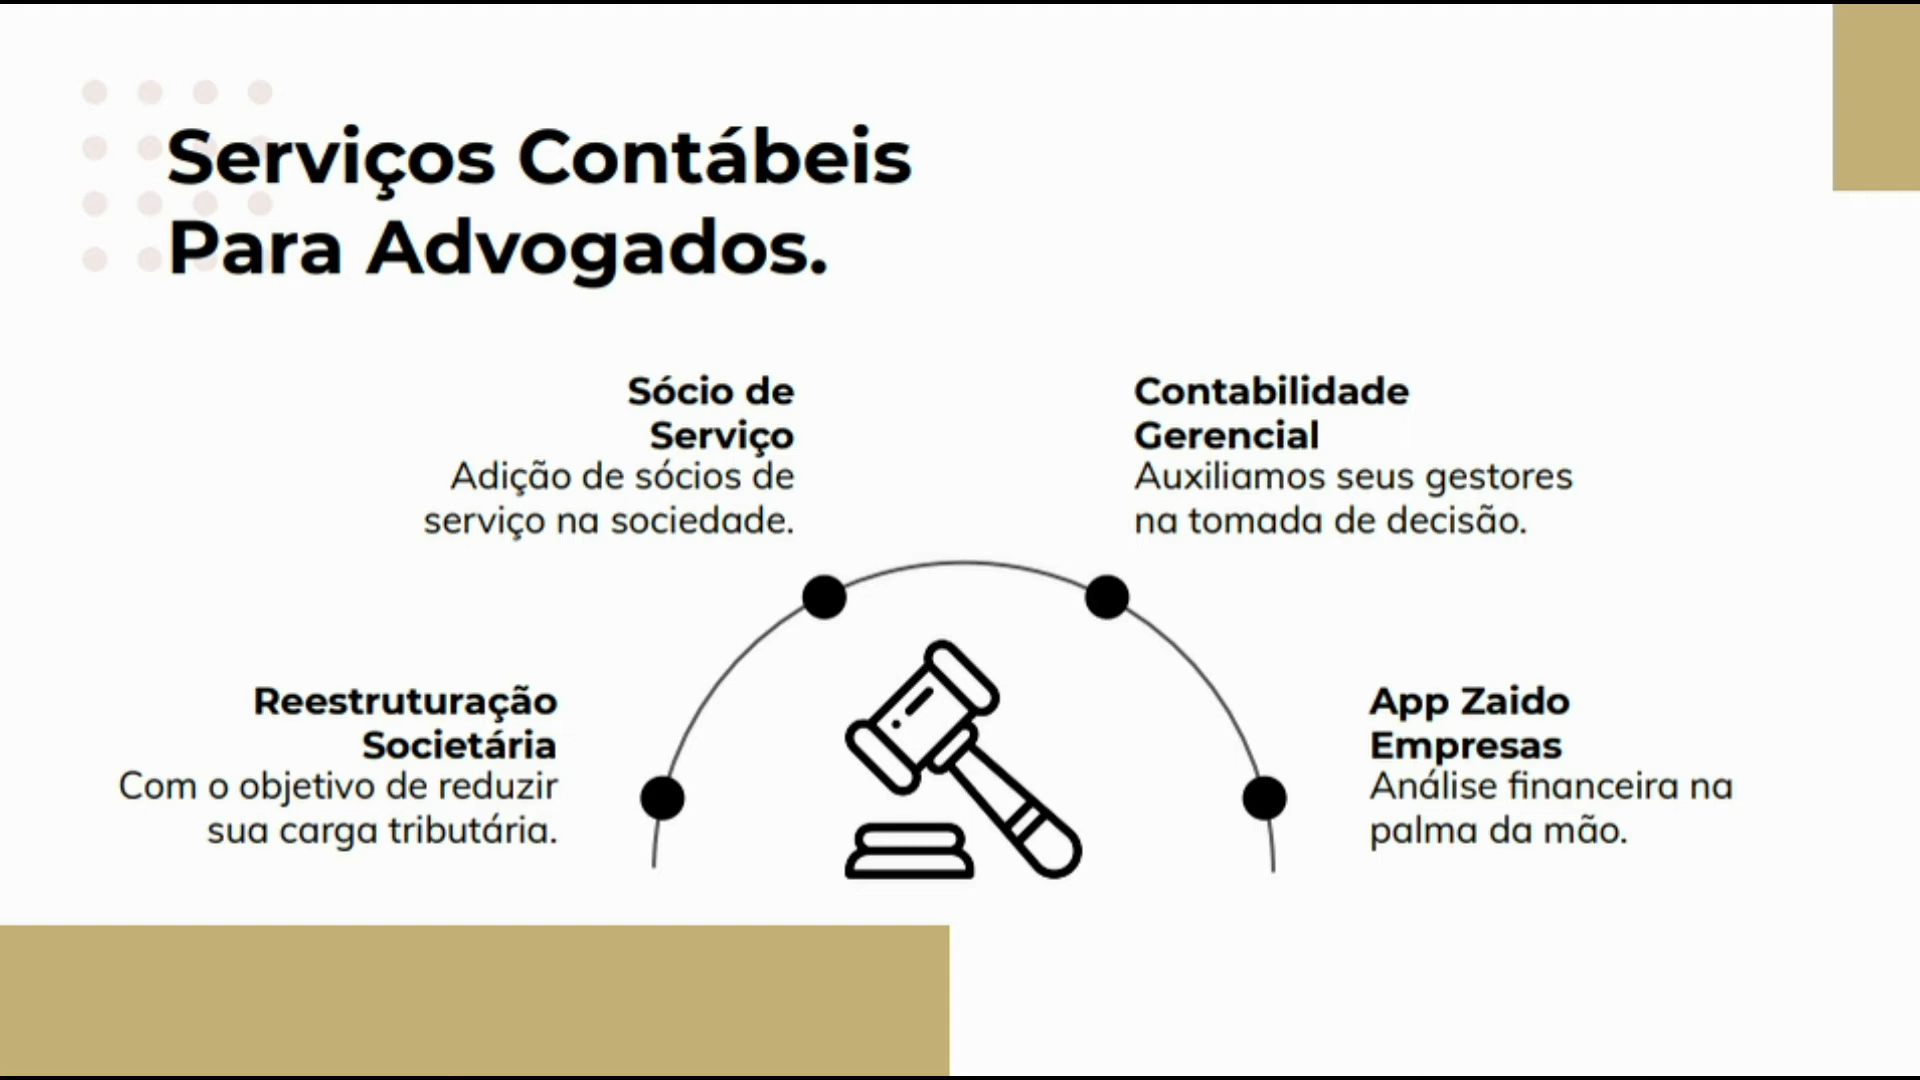 Serviços Contábeis
Para Advogados.
Sócio de
Serviço
Adição de sócios de
serviço na sociedade.
Contabilidade
Gerencial
Auxiliamos seus gestores
na tomada de decisão.
Reestruturação
Societária
Com o objetivo de reduzir
sua carga tributária.
App Zaido
Empresas
Análise financeira na
palma da mão.